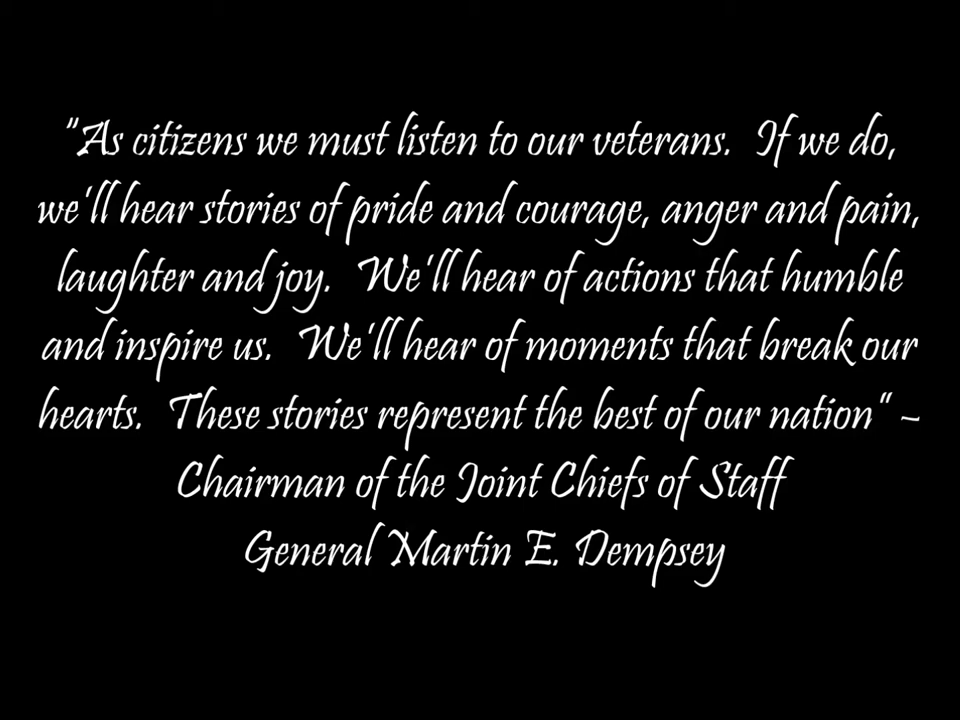 "As citizens we must listen to our veterans. If we do,
we'll hear stories of pride and courage, anger and pain,
laughter and joy. We'll hear of actions that humble
and inspire us. We'll hear of moments that break our
hearts. These stories represent the best of our nation" –
Chairman of the Joint Chiefs of Staff
General Martin E. Dempsey